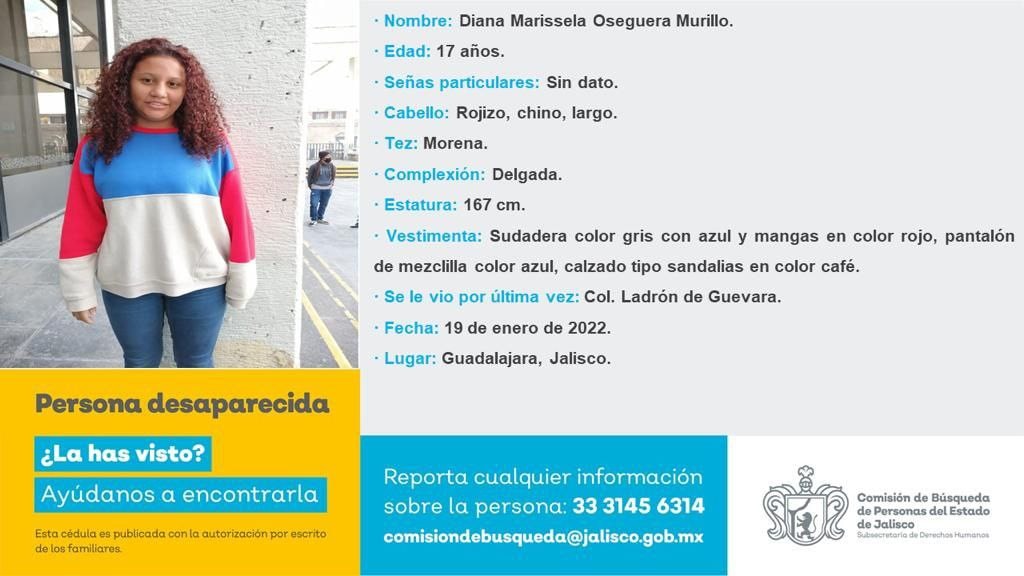 · Nombre: Diana Marissela Oseguera Murillo.
· Edad: 17 años.
· Señas particulares: Sin dato.
· Cabello: Rojizo, chino, largo.
· Tez: Morena.
· Complexión: Delgada.
· Estatura: 167 cm.
· Vestimenta: Sudadera color gris con azul y mangas en color rojo, pantalón
de mezclilla color azul, calzado tipo sandalias en color café.
· Se le vio por última vez: Col. Ladrón de Guevara.
· Fecha: 19 de enero de 2022.
· Lugar: Guadalajara, Jalisco.
Persona desaparecida
¿La has visto?
Ayúdanos a encontrarla
Esta cédula es publicada con la autorización por escrito
de los familiares.
Reporta cualquier información
sobre la persona: 33 3145 6314
comisiondebusqueda@jalisco.gob.mx
Comisión de Búsqueda
de Personas del Estado
de Jalisco
Subsecretaría de Derechos Humanos